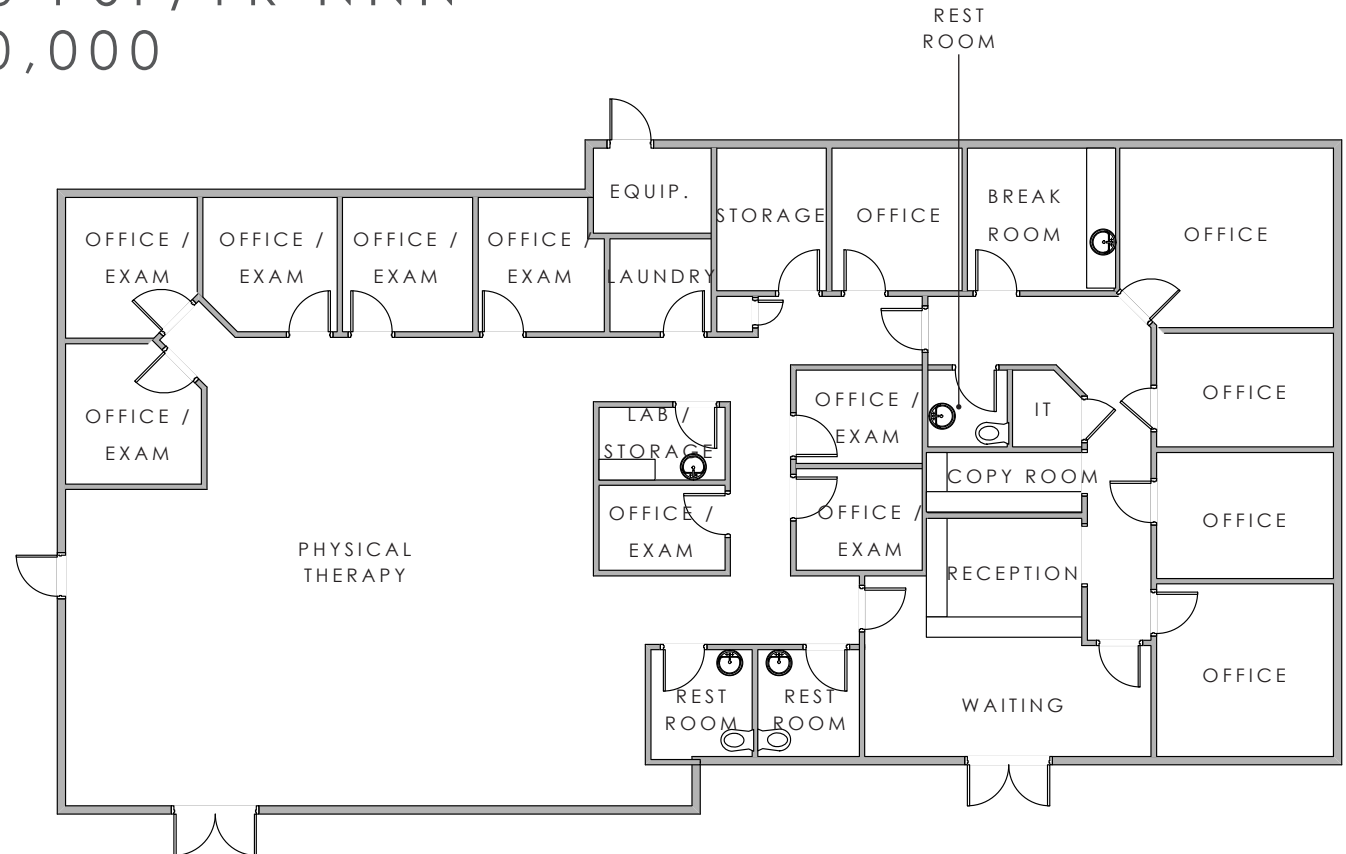 0,000
REST
ROOM
EQUIP.
STORAGE
OFFICE
BREAK
ROOM
OFFICE
OFFICE /
EXAM
OFFICE /
EXAM
OFFICE /
EXAM
OFFICE /
EXAM
LAUNDRY
OFFICE /
EXAM
LAB /
STORAGE
OFFICE /
EXAM
IT
OFFICE
COPY ROOM
OFFICE /
EXAM
OFFICE /
EXAM
OFFICE
PHYSICAL
THERAPY
RECEPTION
REST
ROOM
REST
ROOM
WAITING
OFFICE